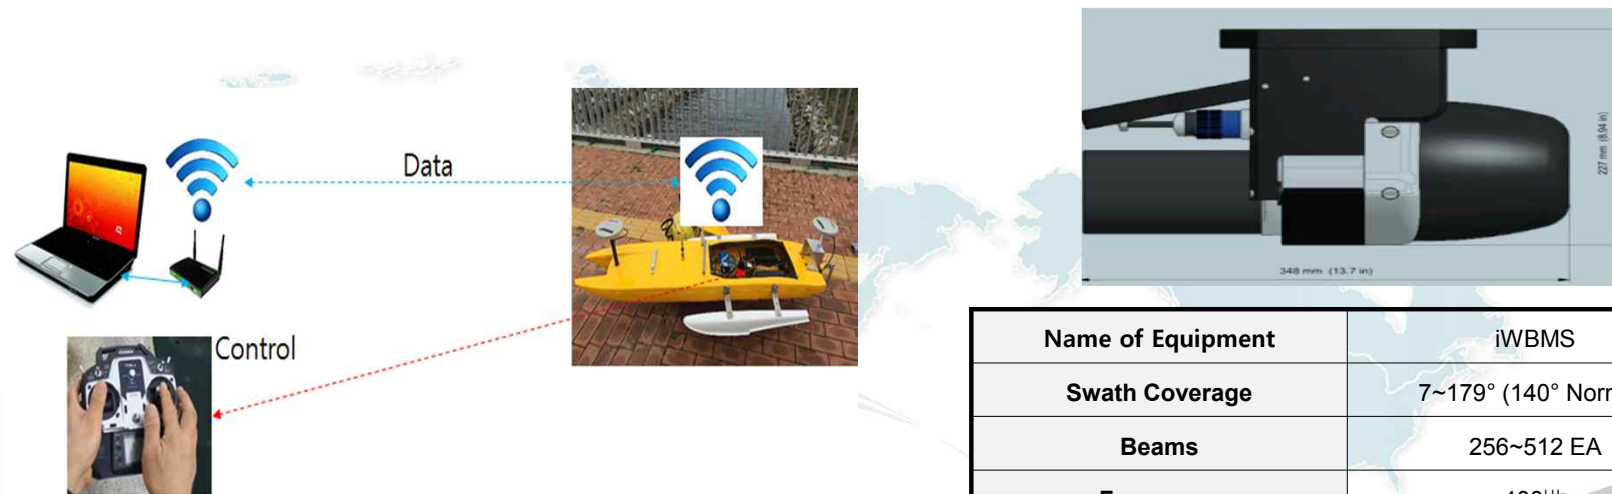 Data
Control
227 mm (8.94 in)
348 mm (13.7 in)
Name of Equipment iWBMS
Swath Coverage 7~179° (140°
Beams 256~512 EA